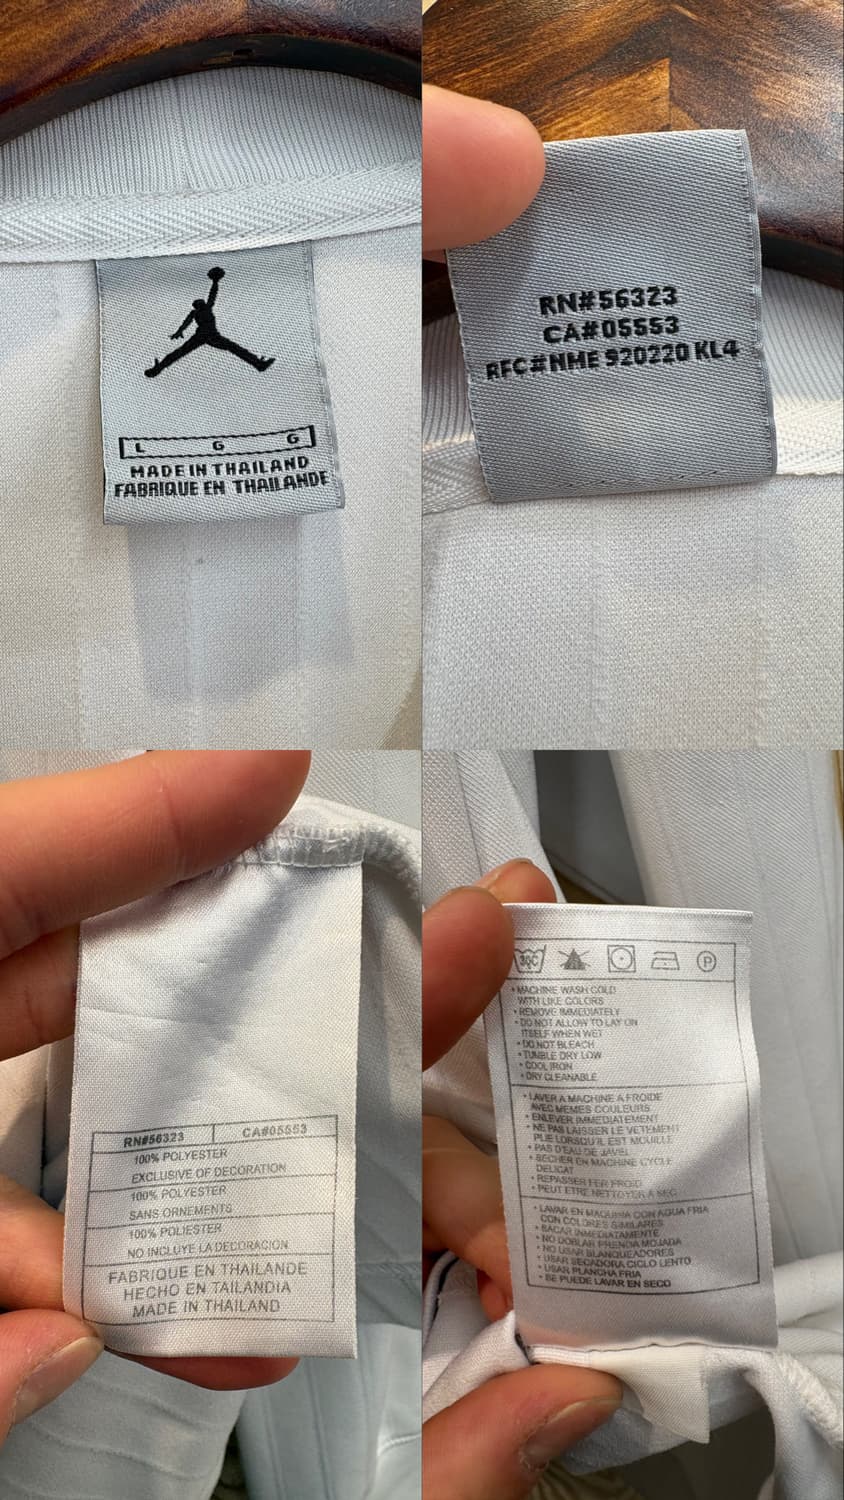 L G G
MADE IN THAILAND
FABRIQUE EN THAILANDE
RN#56323
CA#05553
RFC#NME 920220 KL4
RN#56323 CA#05553
100% POLYESTER
EXCLUSIVE OF DECORATION
100% POLYESTER
SANS ORNEMENTS
100% POLIESTER
NO INCLUYE LA DECORACION
FABRIQUE EN THAILANDE
HECHO EN TAILANDIA
MADE IN THAILAND
30C P
• MACHINE WASH COLD
WITH LIKE COLORS
• REMOVE IMMEDIATELY
• DO NOT ALLOW TO LAY ON
ITSELF WHEN WET
• DO NOT BLEACH
• TUMBLE DRY LOW
• COOL IRON
• DRY CLEANABLE
• LAVER A MACHINE A FROIDE
AVEC MEMES COULEURS
• ENLEVER IMMEDIATEMENT
• NE PAS LAISSER LE VETEMENT
PLIE LORSQU'IL EST MOUILLE
• PAS D'EAU DE JAVEL
• SECHER EN MACHINE CYCLE
DELICAT
• REPASSER FER FROID
• PEUT ETRE NETTOYER A SEC
• LAVAR EN MAQUINA CON AGUA FRIA
CON COLORES SIMILARES
• SACAR INMEDIATAMENTE
• NO DOBLAR PRENDA MOJADA
• NO USAR BLANQUEADORES
• USAR SECADORA CICLO LENTO
• USAR PLANCHA FRIA
• SE PUEDE LAVAR EN SECO